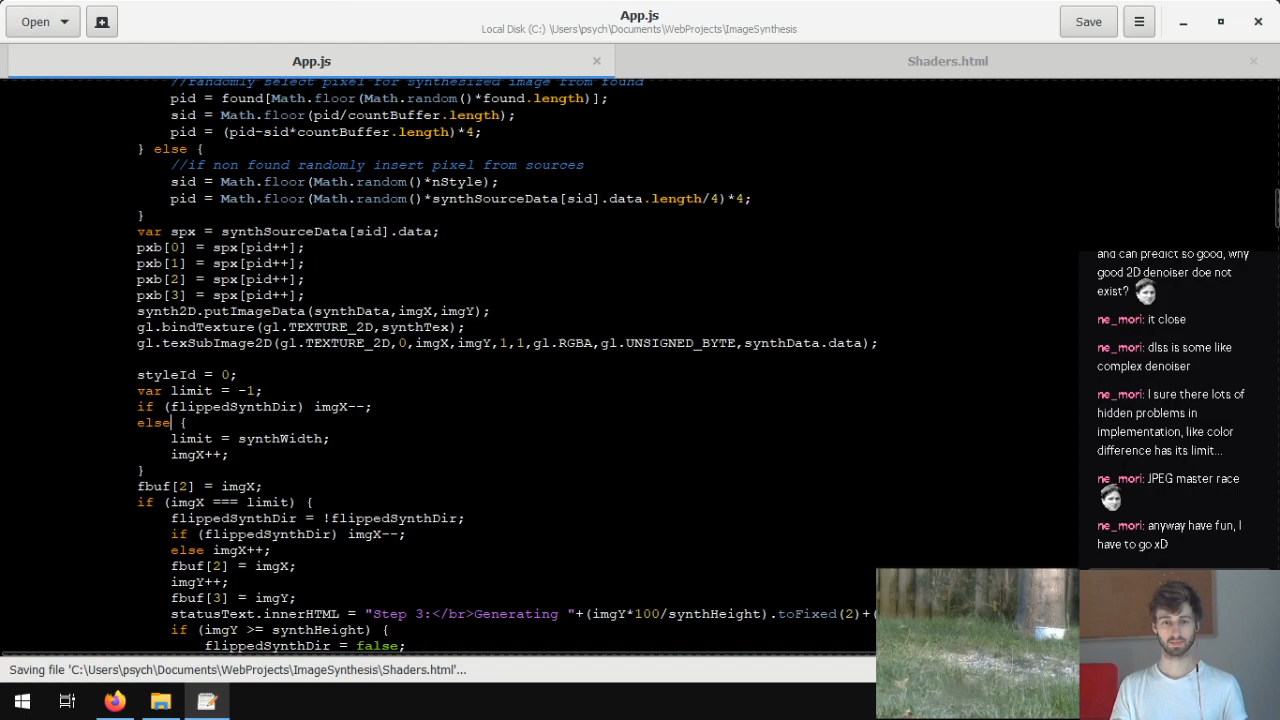 Open
App.js
Local Disk (C:) \Users\psych\Documents\WebProjects\ImageSynthesis
Save
App.js
Shaders.html
//randomly select pixel for synthesized image from found
pid = found[Math.floor(Math.random()*found.length)];
sid = Math.floor(pid/countBuffer.length);
pid = (pid-sid*countBuffer.length)*4;
} else {
//if non found randomly insert pixel from sources
sid = Math.floor(Math.random()*nStyle);
pid = Math.floor(Math.random()*synthSourceData[sid].data.length/4)*4;
}
var spx = synthSourceData[sid].data;
pxb[0] = spx[pid++];
pxb[1] = spx[pid++];
pxb[2] = spx[pid++];
pxb[3] = spx[pid++];
synth2D.putImageData(synthData,imgX,imgY);
gl.bindTexture(gl.TEXTURE_2D,synthTex);
gl.texSubImage2D(gl.TEXTURE_2D,0,imgX,imgY,1,1,gl.RGBA,gl.UNSIGNED_BYTE,synthData.data);
styleId = 0;
var limit = -1;
if (flippedSynthDir) imgX--;
else {
limit = synthWidth;
imgX++;
}
fbuf[2] = imgX;
if (imgX === limit) {
flippedSynthDir = !flippedSynthDir;
if (flippedSynthDir) imgX--;
else imgX++;
fbuf[2] = imgX;
imgY++;
fbuf[3] = imgY;
statusText.innerHTML = "Step 3:</br>Generating "+(imgY*100/synthHeight).toFixed(2)+(
if (imgY >= synthHeight) {
flippedSynthDir = false;
and can predict so good, why
good 2D denoiser doe not
exist?
ne_mori: it close
ne_mori: dlss is some like
complex denoiser
ne_mori: I sure there lots of
hidden problems in
implementation, like color
difference has its limit...
ne_mori: JPEG master race
ne_mori: anyway have fun, I
have to go xD
Saving file 'C:\Users\psych\Documents\WebProjects\ImageSynthesis\Shaders.html'...